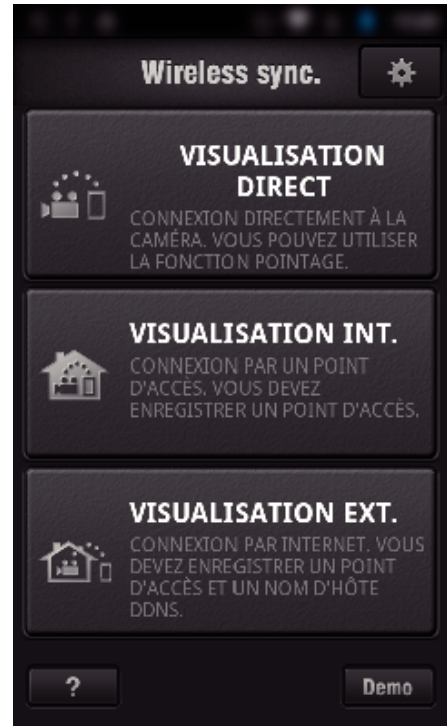 Wireless sync.
VISUALISATION
DIRECT
CONNEXION DIRECTEMENT À LA
CAMÉRA. VOUS POUVEZ UTILISER
LA FONCTION POINTAGE.
VISUALISATION INT.
CONNEXION PAR UN POINT
D'ACCÈS. VOUS DEVEZ
ENREGISTRER UN POINT D'ACCÈS.
VISUALISATION EXT.
CONNEXION PAR INTERNET. VOUS
DEVEZ ENREGISTRER UN POINT
D'ACCÈS ET UN NOM D'HÔTE
DDNS.
?
Demo